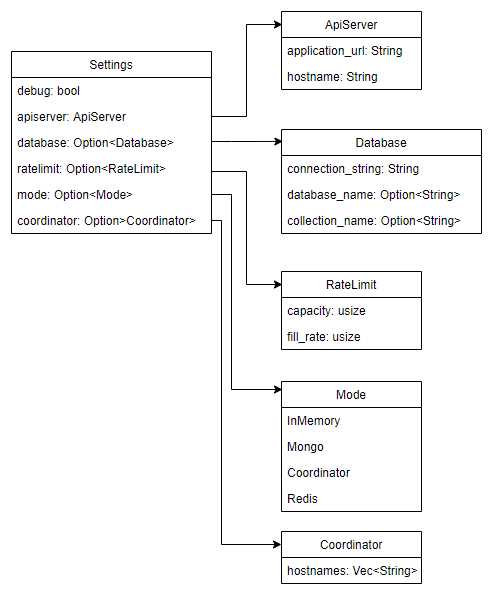 Settings
debug: bool
apiserver: ApiServer
database: Option<Database>
ratelimit: Option<RateLimit>
mode: Option<Mode>
coordinator: Option>Coordinator>
ApiServer
application_url: String
hostname: String
Database
connection_string: String
database_name: Option<String>
collection_name: Option<String>
RateLimit
capacity: usize
fill_rate: usize
Mode
InMemory
Mongo
Coordinator
Redis
Coordinator
hostnames: Vec<String>